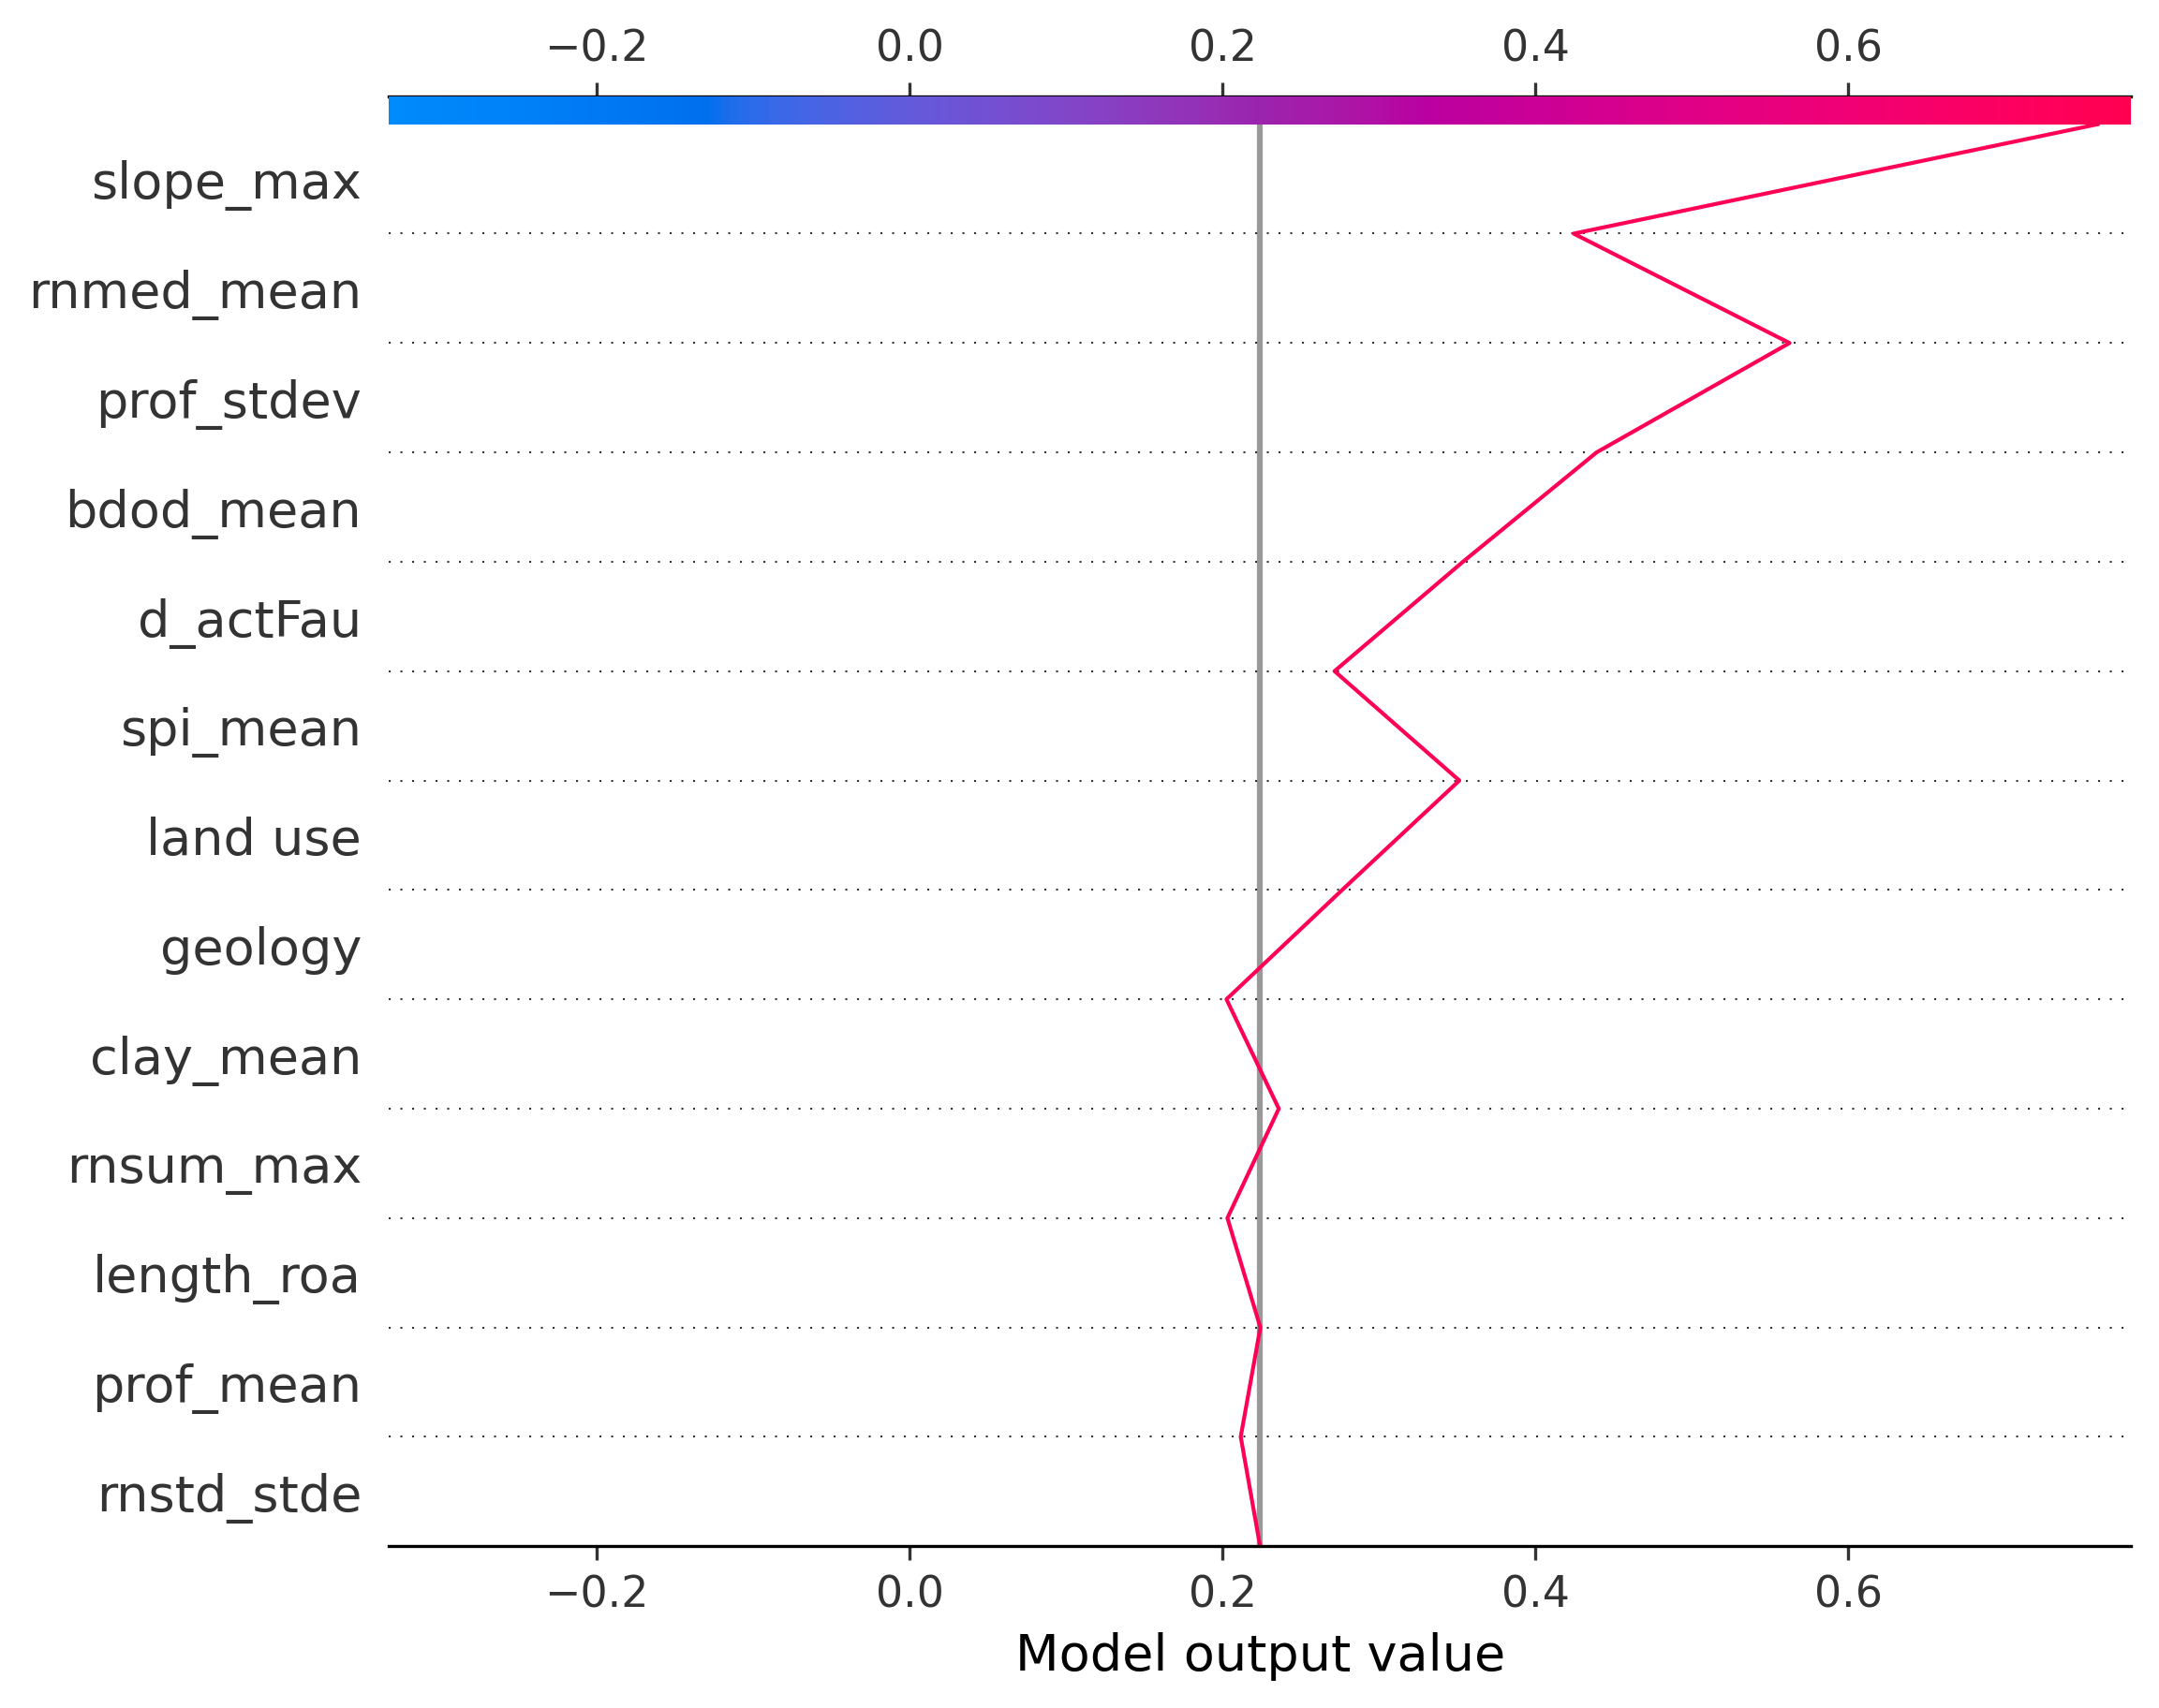 −0.2 0.0 0.2 0.4 0.6
slope_max
rnmed_mean
prof_stdev
bdod_mean
d_actFau
spi_mean
land use
geology
clay_mean
rnsum_max
length_roa
prof_mean
rnstd_stde
−0.2 0.0 0.2 0.4 0.6
Model output value